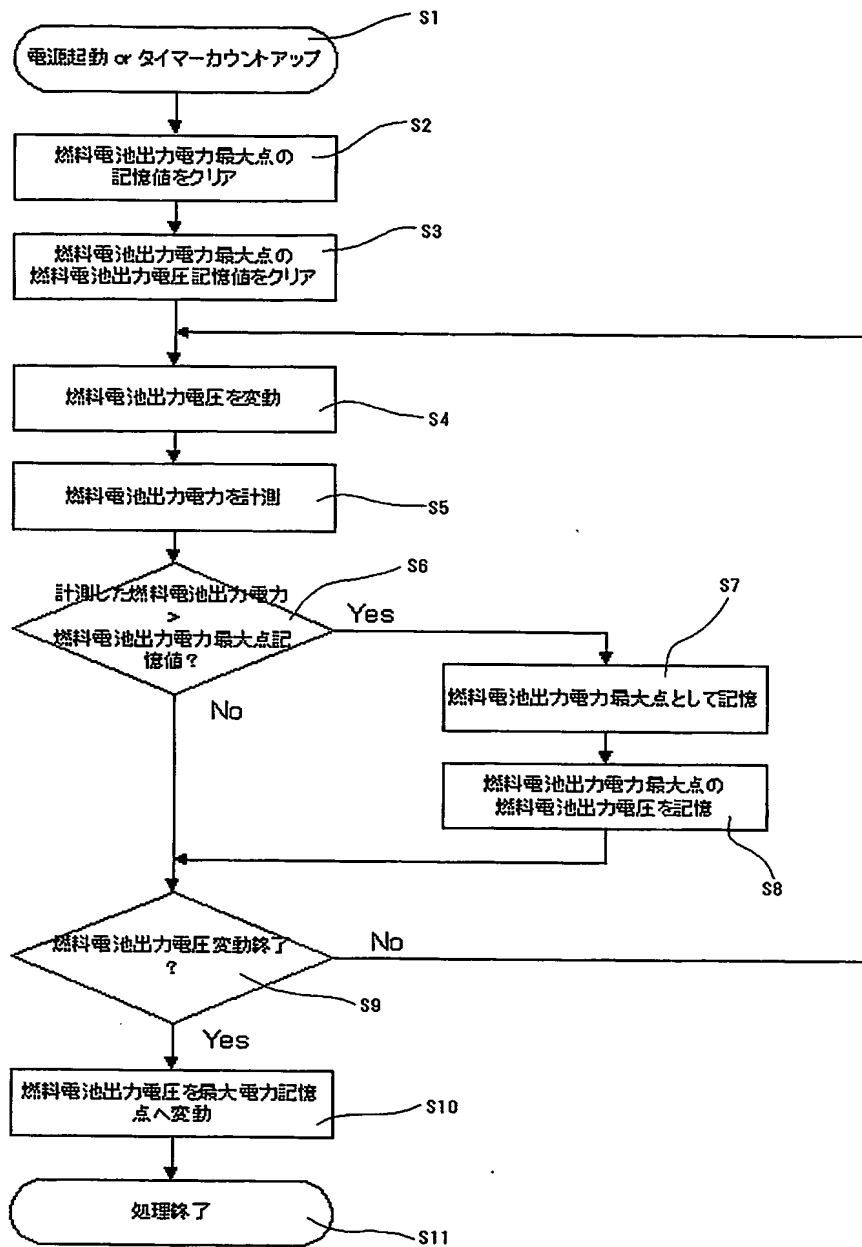 S1
電源起動 or タイマーカウントアップ
S2
燃料電池出力電力最大点の
記憶値をクリア
S3
燃料電池出力電力最大点の
燃料電池出力電圧記憶値をクリア
燃料電池出力電圧を変動
S4
燃料電池出力電力を計測
S5
S6
計測した燃料電池出力電力
>
燃料電池出力電力最大点記
憶値？
Yes
No
S7
燃料電池出力電力最大点として記憶
燃料電池出力電力最大点の
燃料電池出力電圧を記憶
S8
燃料電池出力電圧変動終了
？
No
S9
Yes
燃料電池出力電圧を最大電力記憶
点へ変動
S10
処理終了
S11